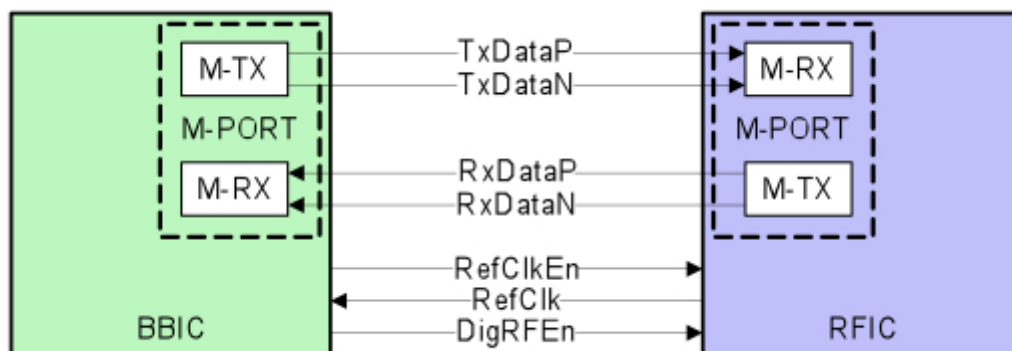 M-TX
TxDataP
TxDataN
M-RX
M-PORT
M-PORT
M-RX
RxDataP
RxDataN
M-TX
RefClkEn
RefClk
DigRFEn
BBIC
RFIC